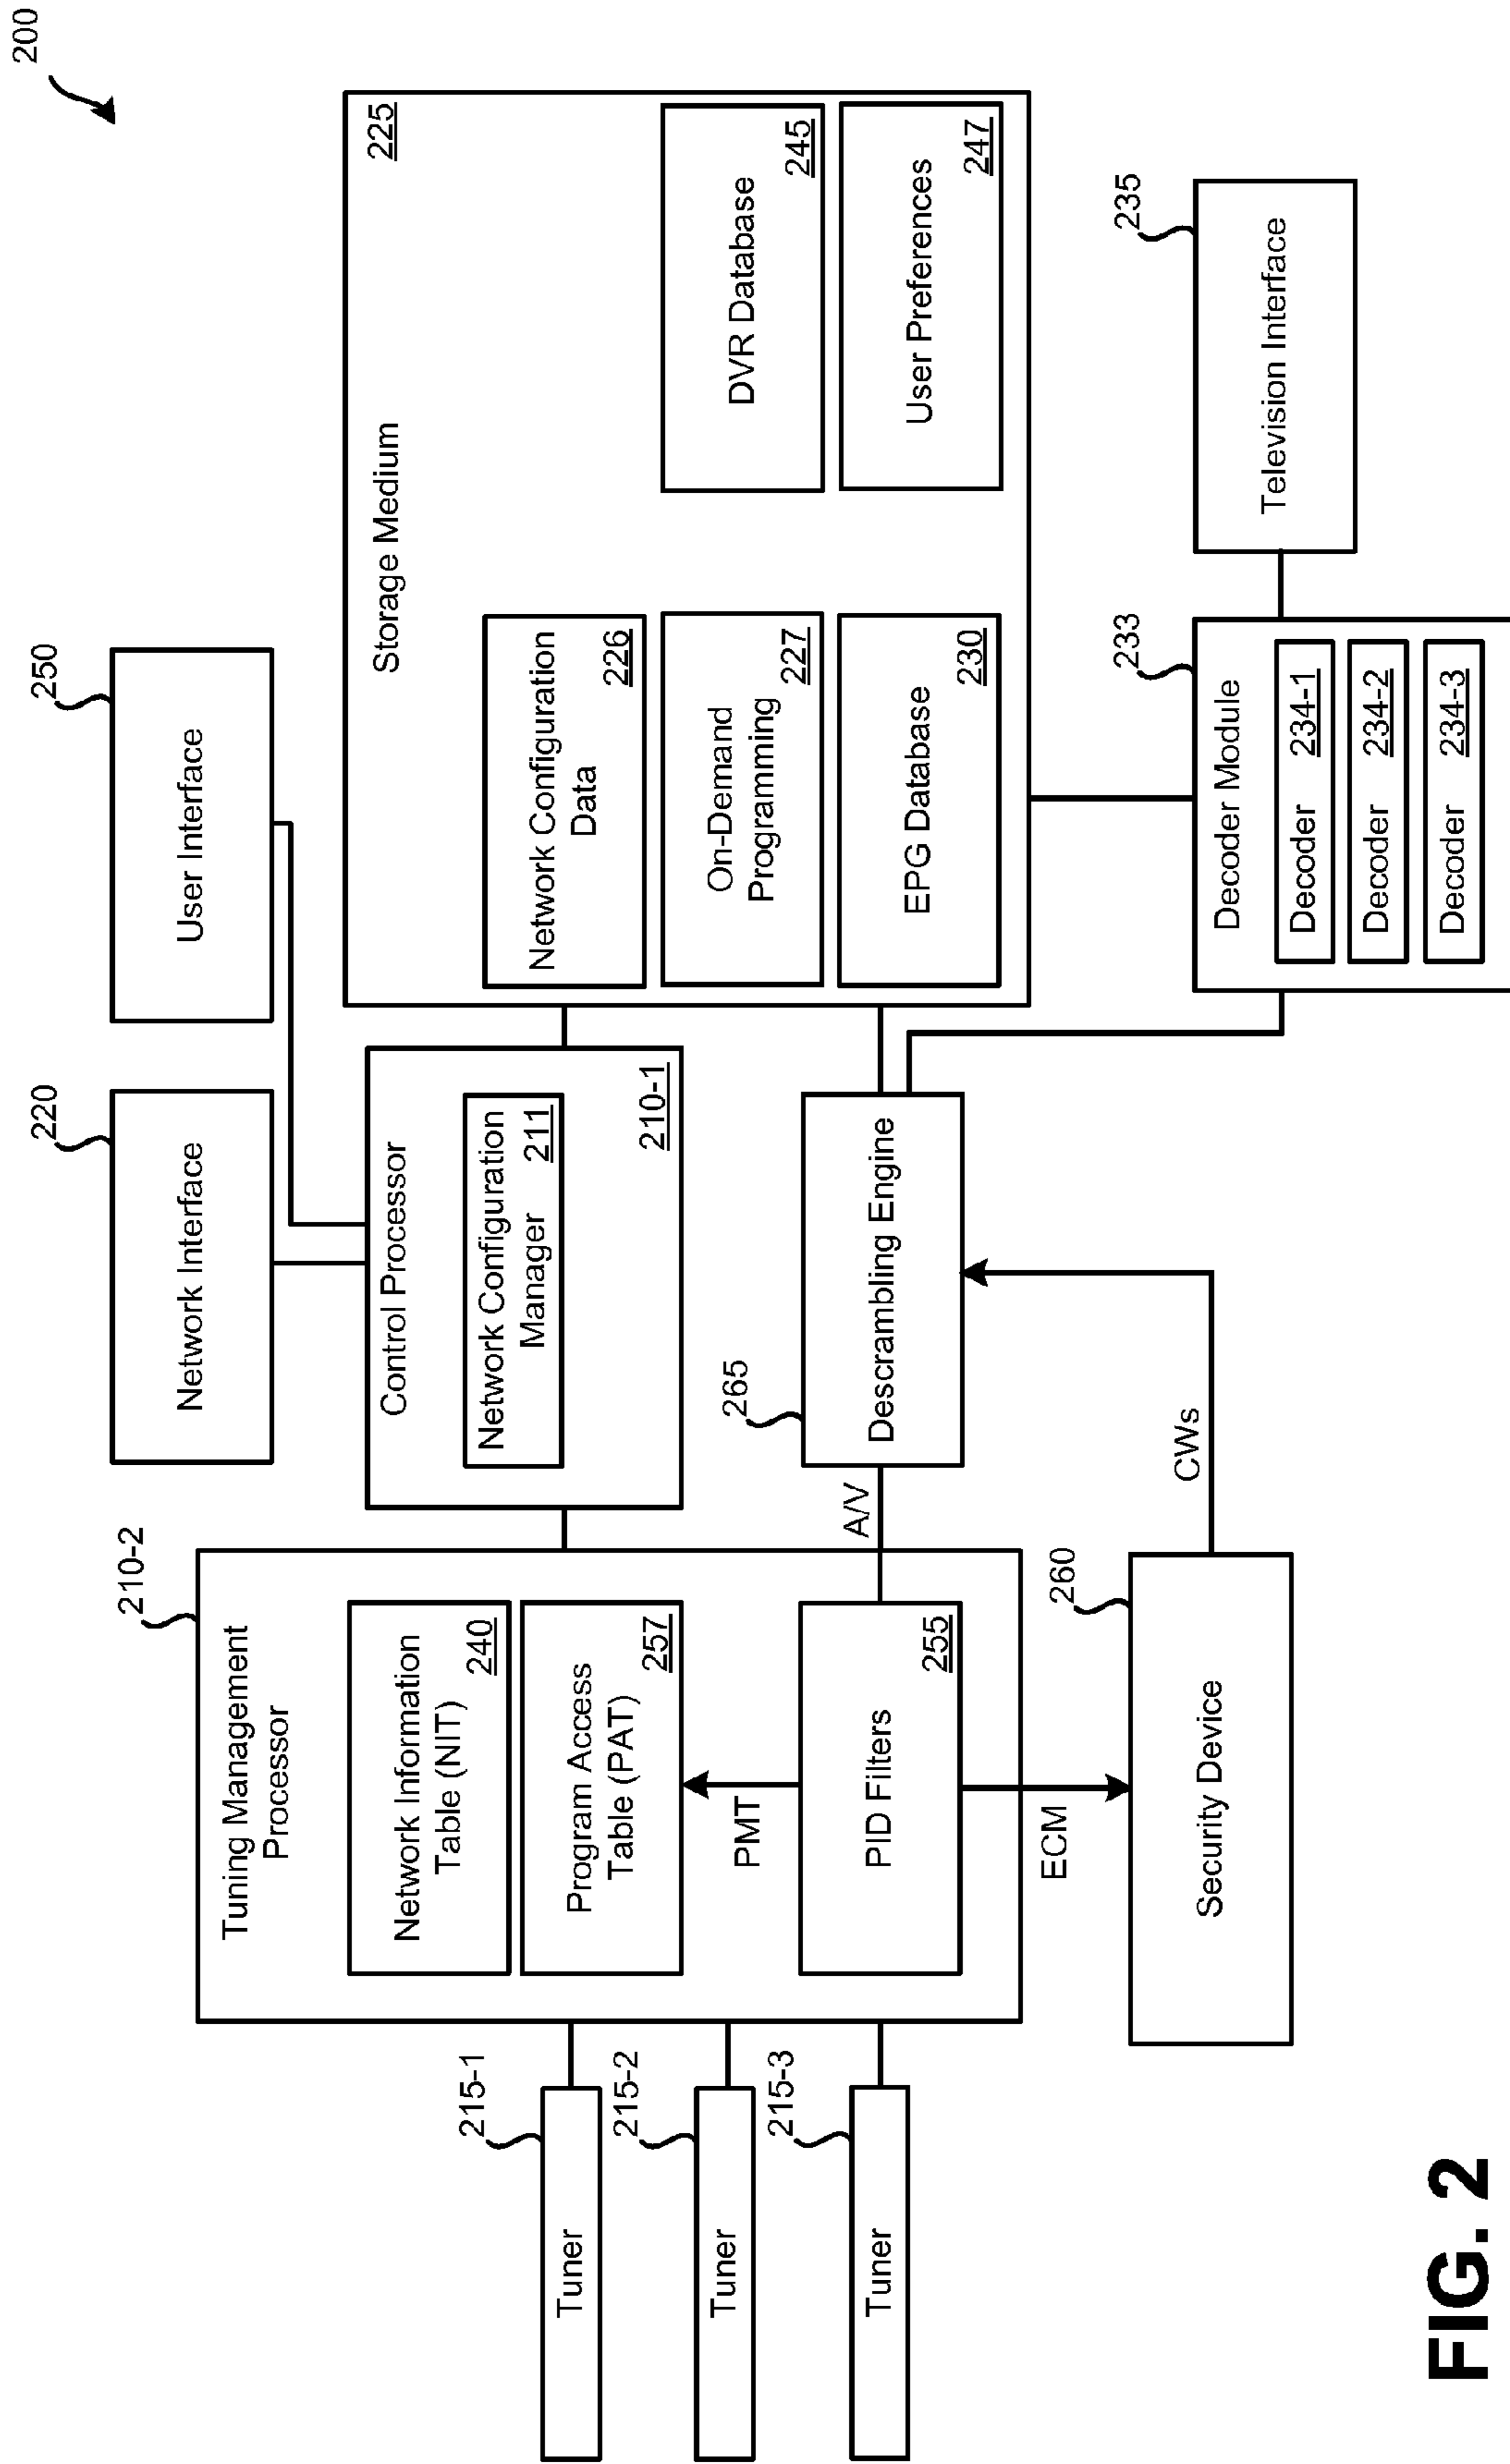 200
Tuner
215-1
Tuner
215-2
Tuner
215-3
210-2
Tuning Management
Processor
Network Information
Table (NIT)
240
Program Access
Table (PAT)
257
PMT
PID Filters
255
ECM
A/V
Security Device
260
CWs
Network Interface
220
User Interface
250
Control Processor
Network Configuration
Manager
211
210-1
265
Descrambling Engine
Storage Medium
225
Network Configuration
Data
226
On-Demand
Programming
227
EPG Database
230
DVR Database
245
User Preferences
247
Decoder Module
233
Decoder 234-1
Decoder 234-2
Decoder 234-3
Television Interface
235
FIG. 2